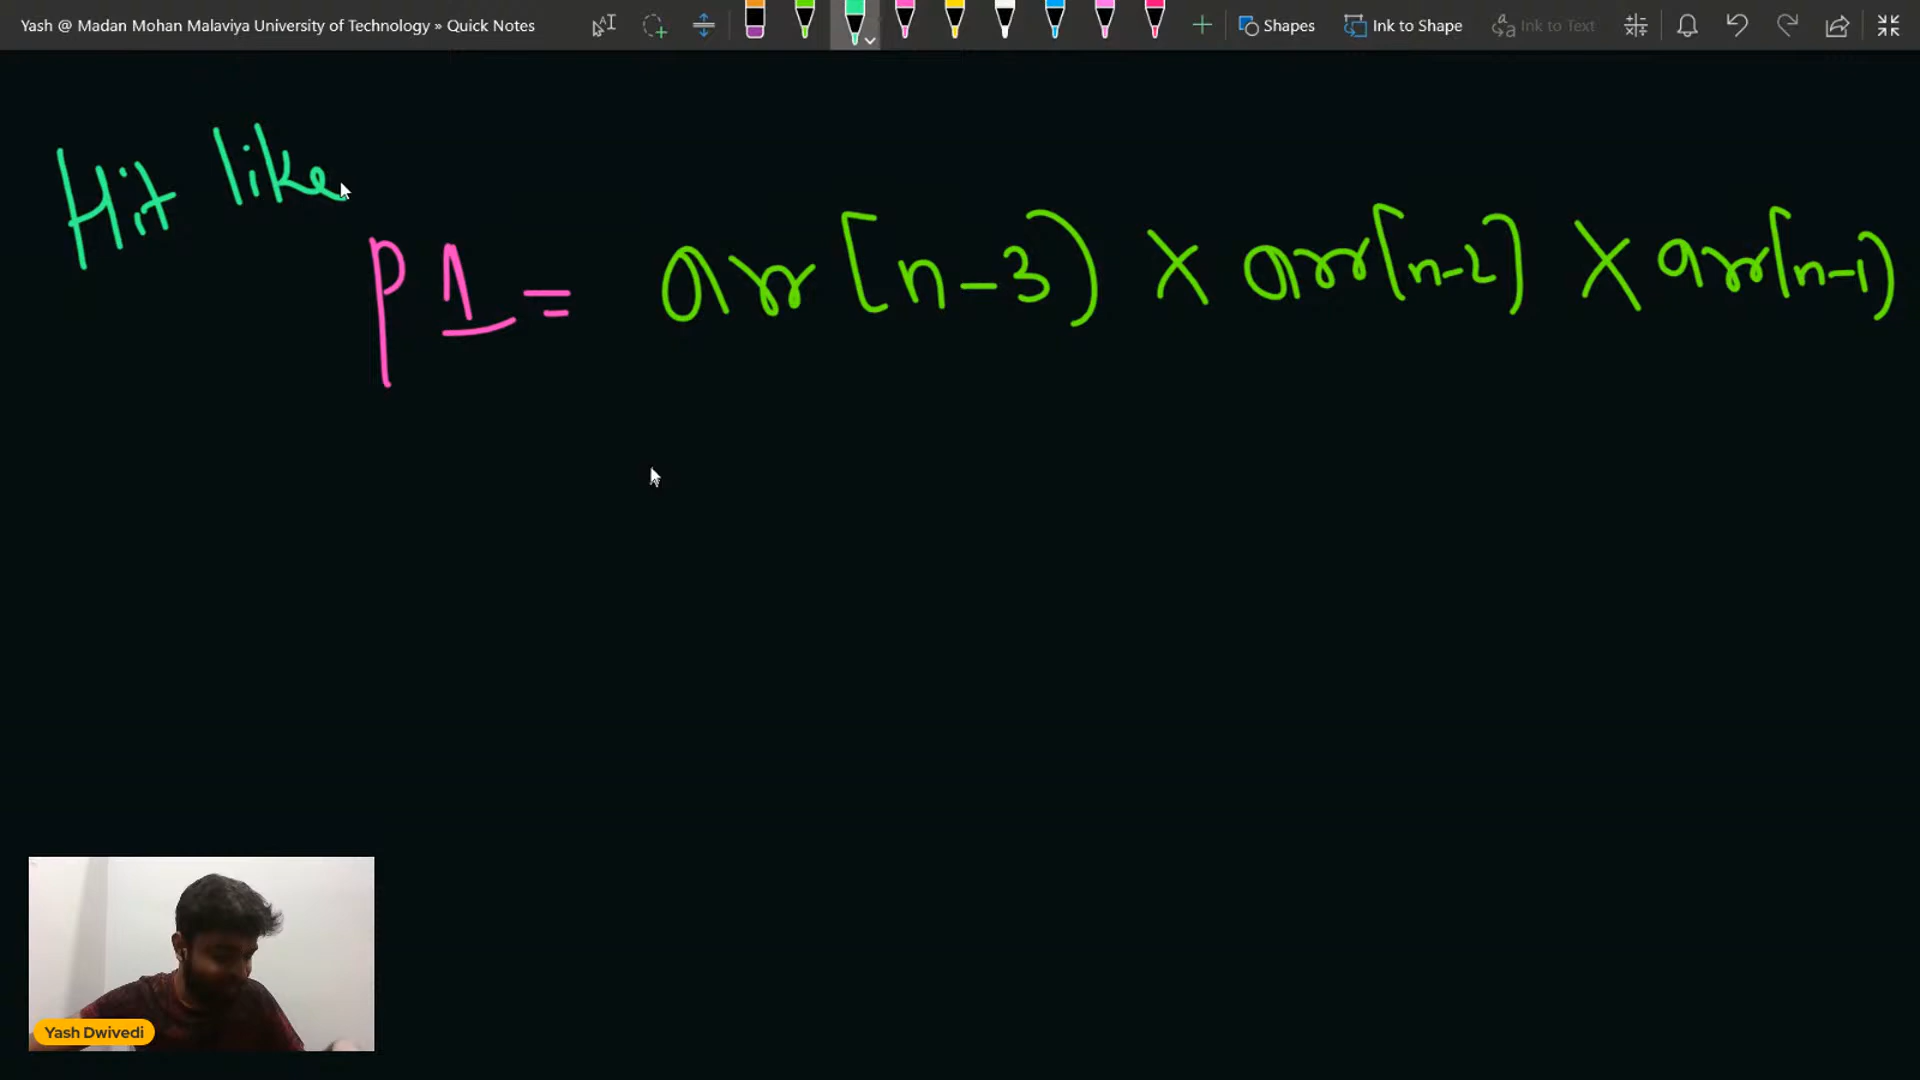 Yash @ Madan Mohan Malaviya University of Technology » Quick Notes
Shapes
Ink to Shape
Ink to Text
Hit like
P1 = arr[n-3) x arr[n-2) x arr[n-1)
Yash Dwivedi